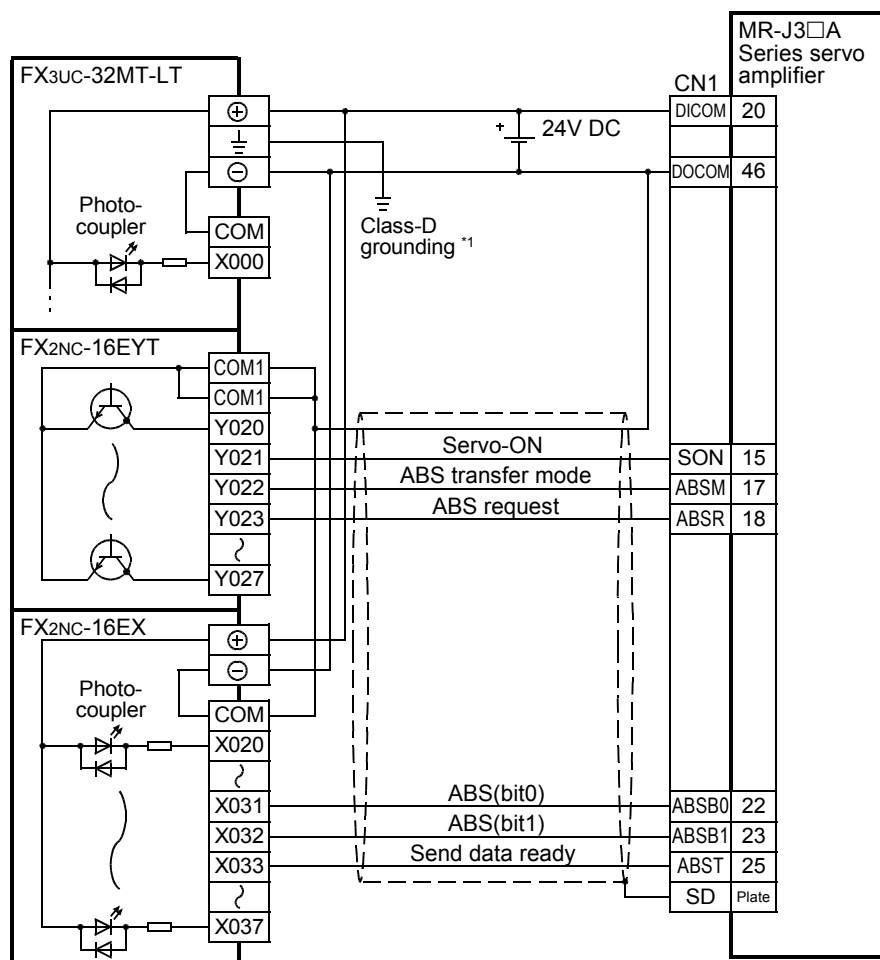 MR-J3□A
Series servo
amplifier
CN1
FX3UC-32MT-LT
⊕
DICOM 20
+
24V DC
⊖
DOCOM 46
Photo-
coupler
COM
Class-D
grounding *1
X000
FX2NC-16EYT
COM1
COM1
Y020
Y021 Servo-ON SON 15
Y022 ABS transfer mode ABSM 17
Y023 ABS request ABSR 18
Y027
FX2NC-16EX
⊕
⊖
Photo-
coupler
COM
X020
X031 ABS(bit0) ABSB0 22
X032 ABS(bit1) ABSB1 23
X033 Send data ready ABST 25
SD Plate
X037